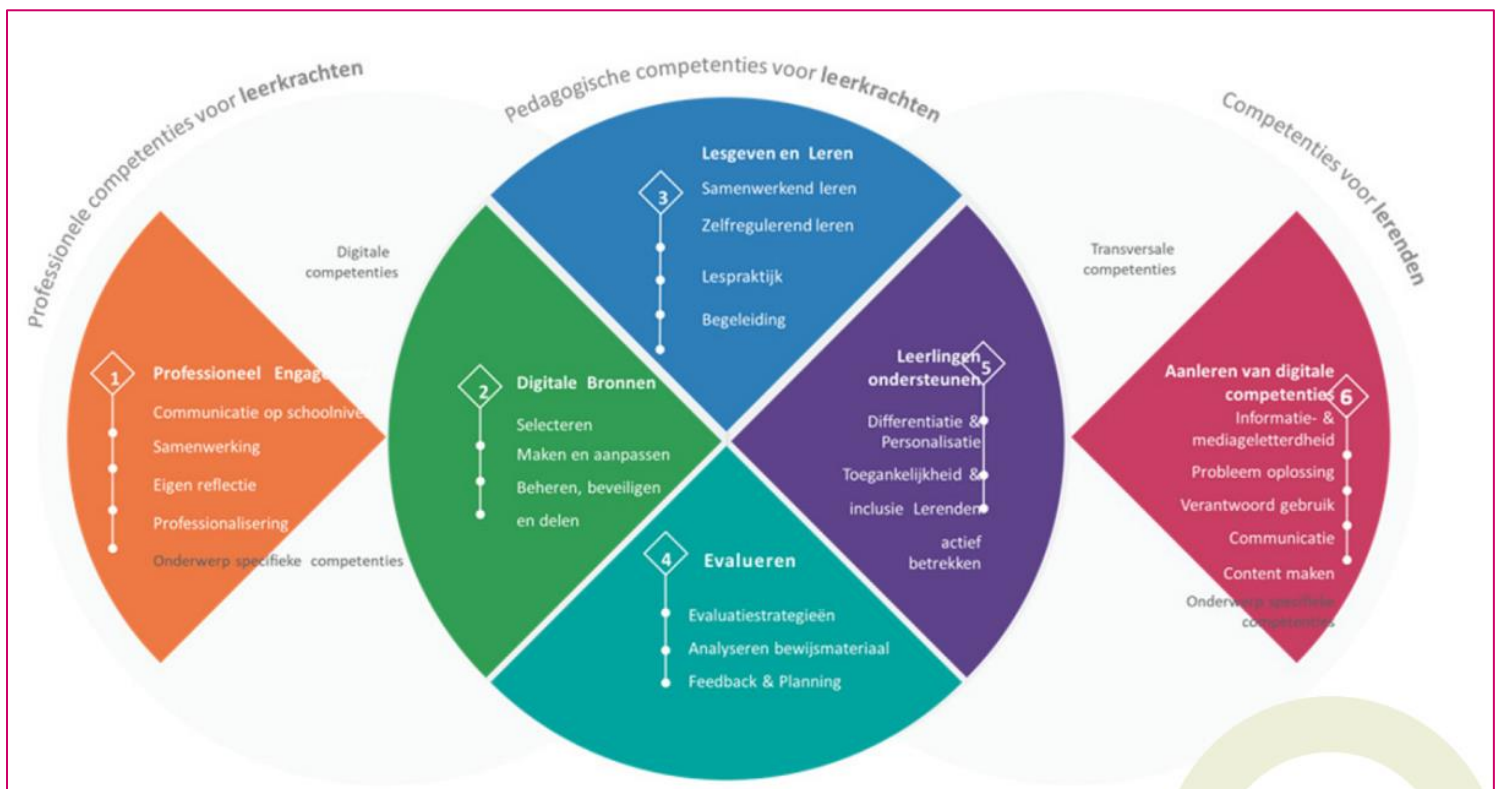 Professionele competenties voor leerkrachten
Pedagogische competenties voor leerkrachten
Competenties voor lerenden
Digitale
competenties
Transversale
competenties
1
Professioneel Engag
Communicatie op schoolnive
Samenwerking
Eigen reflectie
Professionalisering
Onderwerp specifieke competenties
2
Digitale Bronnen
Selecteren
Maken en aanpassen
Beheren, beveiligen
en delen
3
Lesgeven en Leren
Samenwerkend leren
Zelfregulerend leren
Lespraktijk
Begeleiding
4
Evalueren
Evaluatiestrategieën
Analyseren bewijsmateriaal
Feedback & Planning
5
Leerlingen
ondersteunen
Differentiatie &
Personalisatie
Toegankelijkheid &
inclusie Lerenden
actief
betrekken
6
Aanleren van digitale
competenties
Informatie- &
mediageletterdheid
Probleem oplossing
Verantwoord gebruik
Communicatie
Content maken
Onderwerp specifieke
competenties